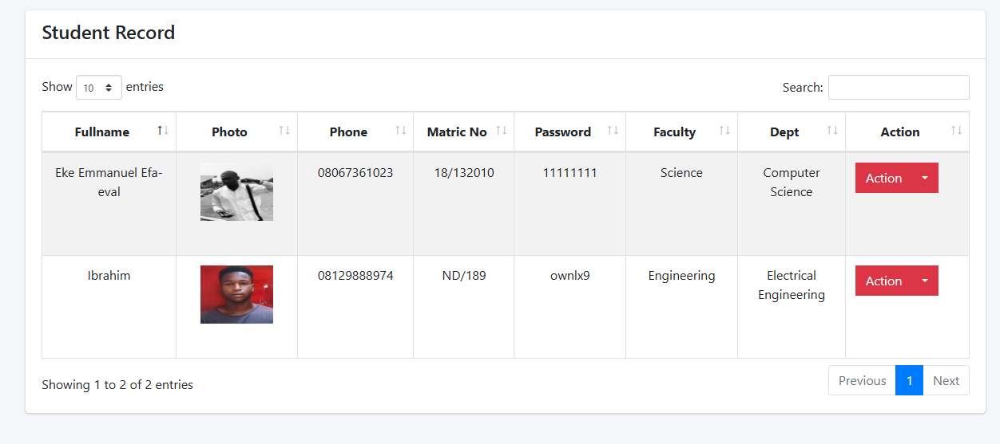 Student Record
Show 10 entries
Search:
Fullname Photo Phone Matric No Password Faculty Dept Action
Eke Emmanuel Efa- 08067361023 18/132010 11111111 Science Computer Action
eval Science
Ibrahim 08129888974 ND/189 ownlx9 Engineering Electrical Action
Engineering
Showing 1 to 2 of 2 entries
Previous 1 Next